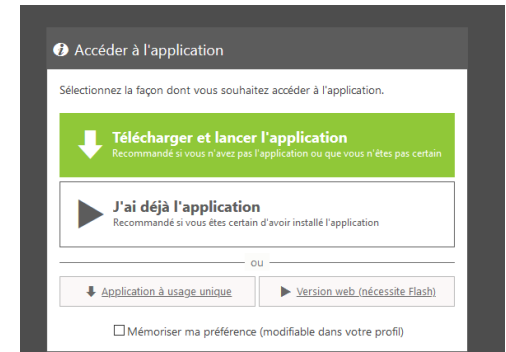 Accéder à l'application
Sélectionnez la façon dont vous souhaitez accéder à l'application.
Télécharger et lancer l'application
Recommandé si vous n'avez pas l'application ou que vous n'êtes pas certain
J'ai déjà l'application
Recommandé si vous êtes certain d'avoir installé l'application
ou
Application à usage unique
Version web (nécessite Flash)
Mémoriser ma préférence (modifiable dans votre profil)